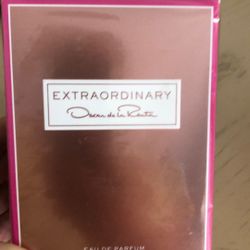 EXTRAORDINARY
Oscar de la Renta
EAU DE PARFUM